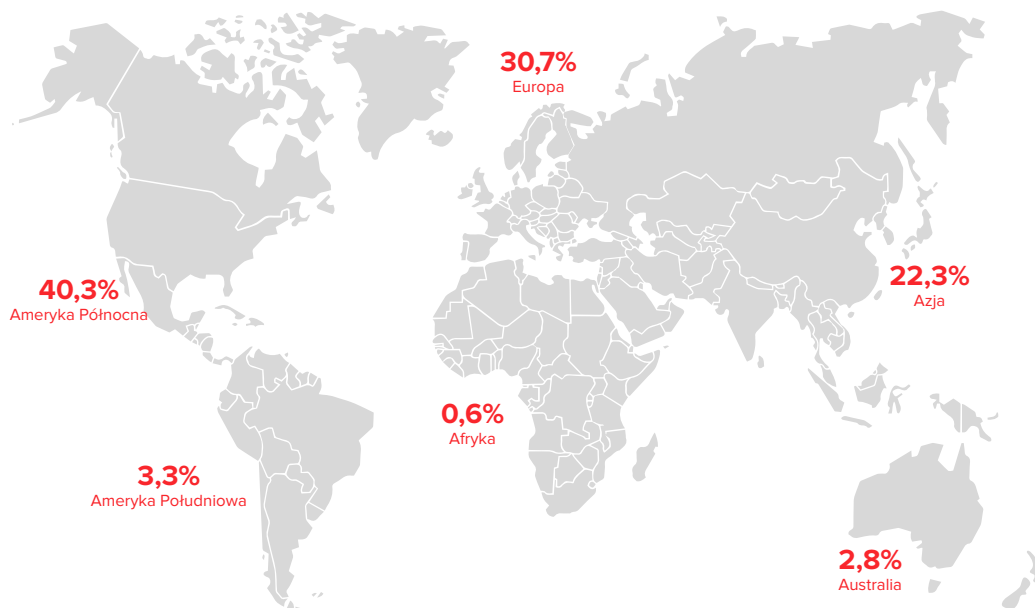 30,7%
Europa
40,3%
Ameryka Północna
22,3%
Azja
0,6%
Afryka
3,3%
Ameryka Południowa
2,8%
Australia